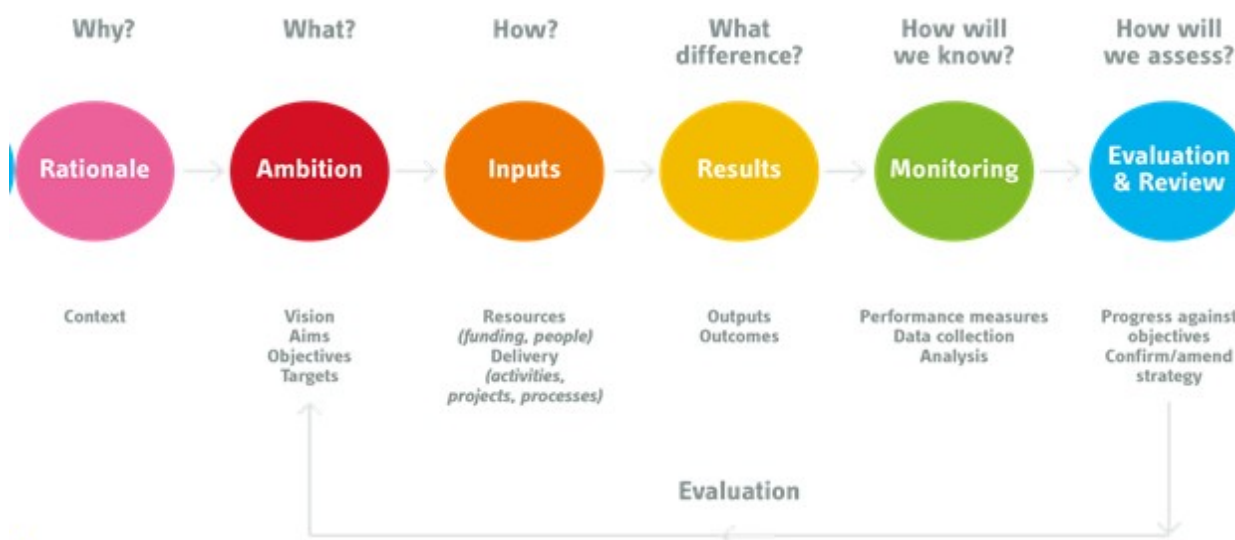 Why?
What?
How?
What
difference?
How will
we know?
How will
we assess?
Rationale
Ambition
Inputs
Results
Monitoring
Evaluation
& Review
Context
Vision
Aims
Objectives
Targets
Resources
(funding, people)
Delivery
(activities,
projects, processes)
Outputs
Outcomes
Performance measures
Data collection
Analysis
Progress against
objectives
Confirm/amend
strategy
Evaluation